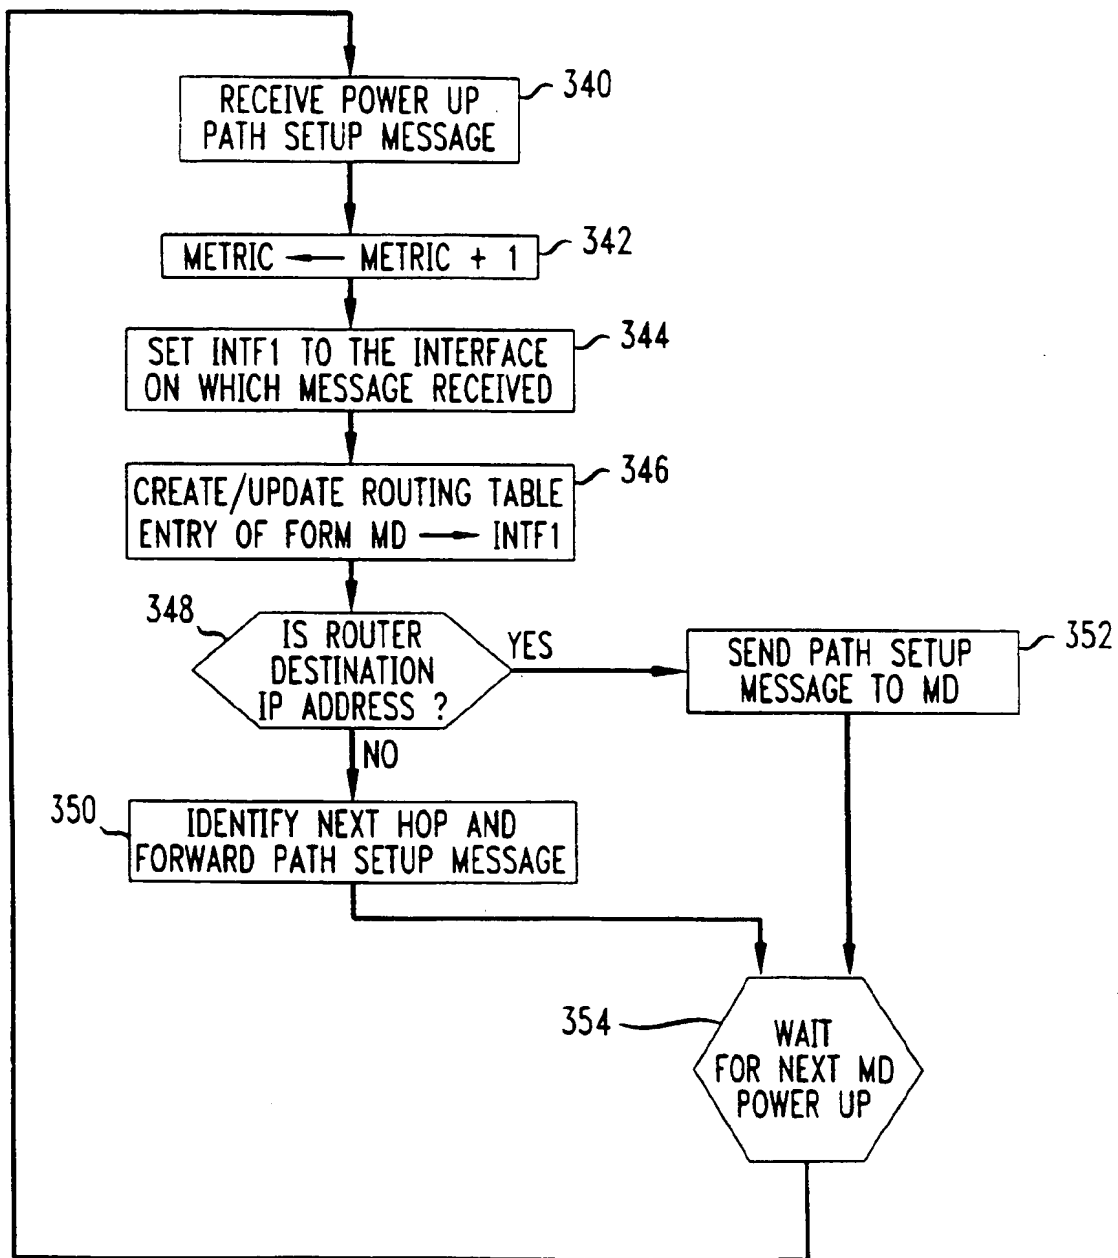 RECEIVE POWER UP
PATH SETUP MESSAGE
340
METRIC ← METRIC + 1
342
SET INTF1 TO THE INTERFACE
ON WHICH MESSAGE RECEIVED
344
CREATE/UPDATE ROUTING TABLE
ENTRY OF FORM MD → INTF1
346
348
IS ROUTER
DESTINATION
IP ADDRESS ?
YES
SEND PATH SETUP
MESSAGE TO MD
352
NO
350
IDENTIFY NEXT HOP AND
FORWARD PATH SETUP MESSAGE
354
WAIT
FOR NEXT MD
POWER UP